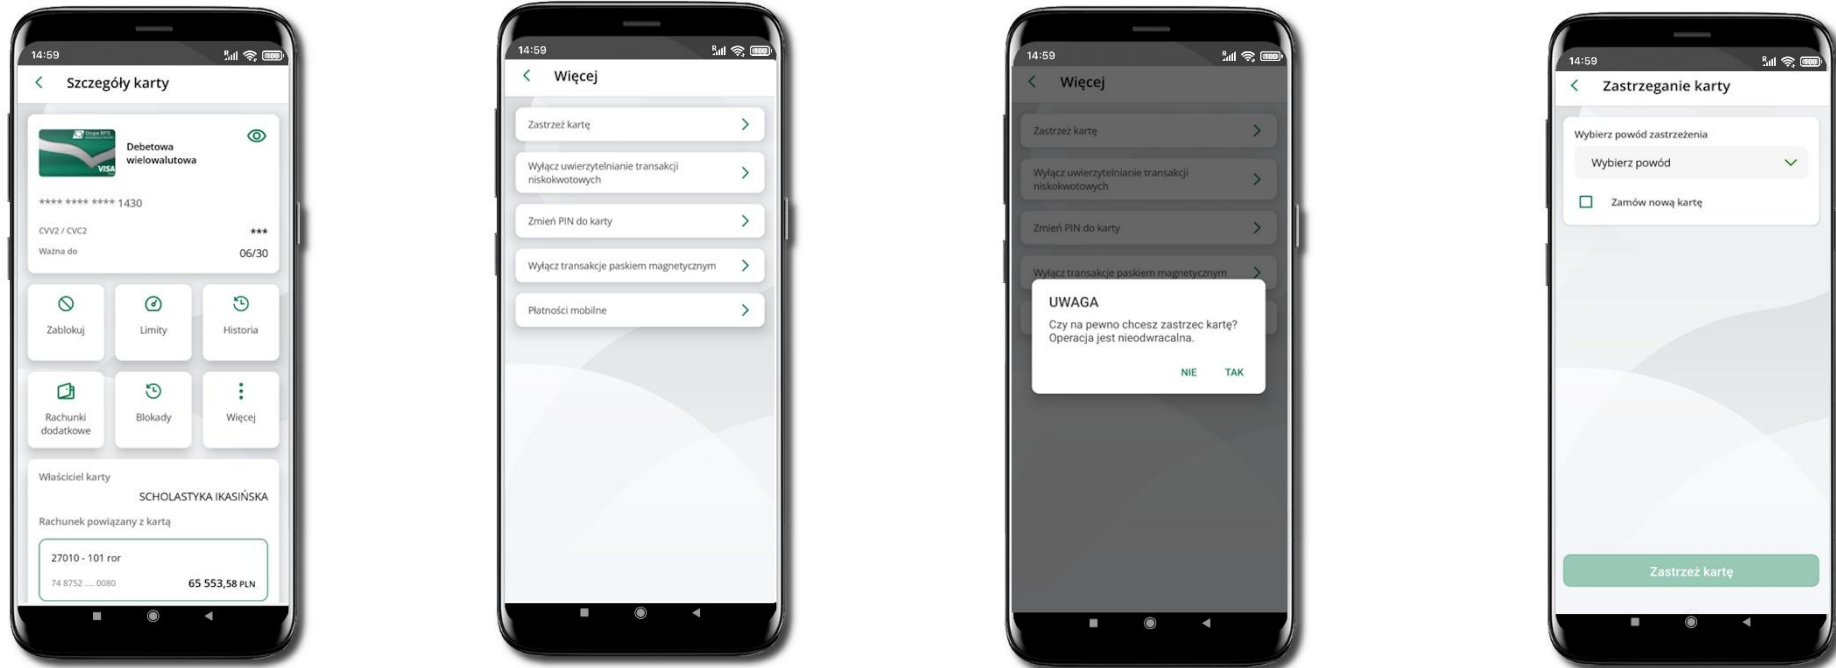 14:59
Szczegóły karty
Grupa BPS
VISA
Debetowa
wielowalutowa
**** **** **** 1430
CVV2 / CVC2
***
Ważna do
06/30
Zablokuj
Limity
Historia
Rachunki
dodatkowe
Blokady
Więcej
Właściciel karty
SCHOLASTYKA IKASIŃSKA
Rachunek powiązany z kartą
27010 - 101 ror
74 8752 .... 0080
65 553,58 PLN
14:59
Więcej
Zastrzeż kartę
Wyłącz uwierzytelnianie transakcji
niskokwotowych
Zmień PIN do karty
Wyłącz transakcje paskiem magnetycznym
Płatności mobilne
14:59
Więcej
Zastrzeż kartę
Wyłącz uwierzytelnianie transakcji
niskokwotowych
Zmień PIN do karty
Wyłącz transakcje paskiem magnetycznym
UWAGA
Czy na pewno chcesz zastrzec kartę?
Operacja jest nieodwracalna.
NIE
TAK
14:59
Zastrzeganie karty
Wybierz powód zastrzeżenia
Wybierz powód
Zamów nową kartę
Zastrzeż kartę